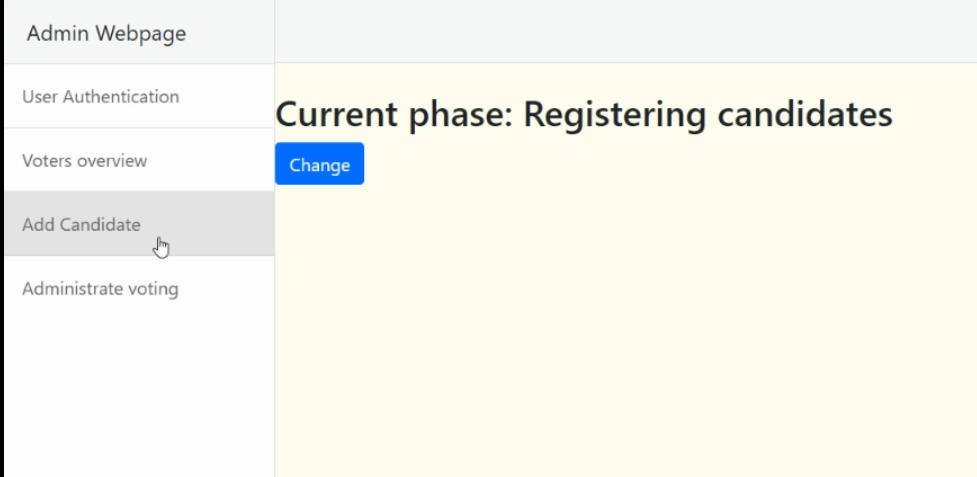 Admin Webpage
User Authentication
Voters overview
Add Candidate
Administrate voting
Current phase: Registering candidates
Change